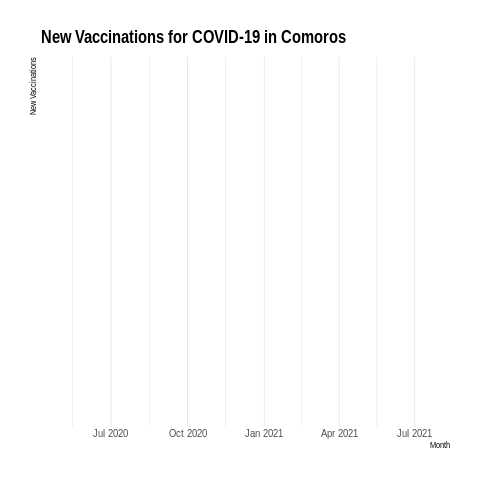 New Vaccinations for COVID-19 in Comoros
New Vaccinations
Jul 2020 Oct 2020 Jan 2021 Apr 2021 Jul 2021
Month